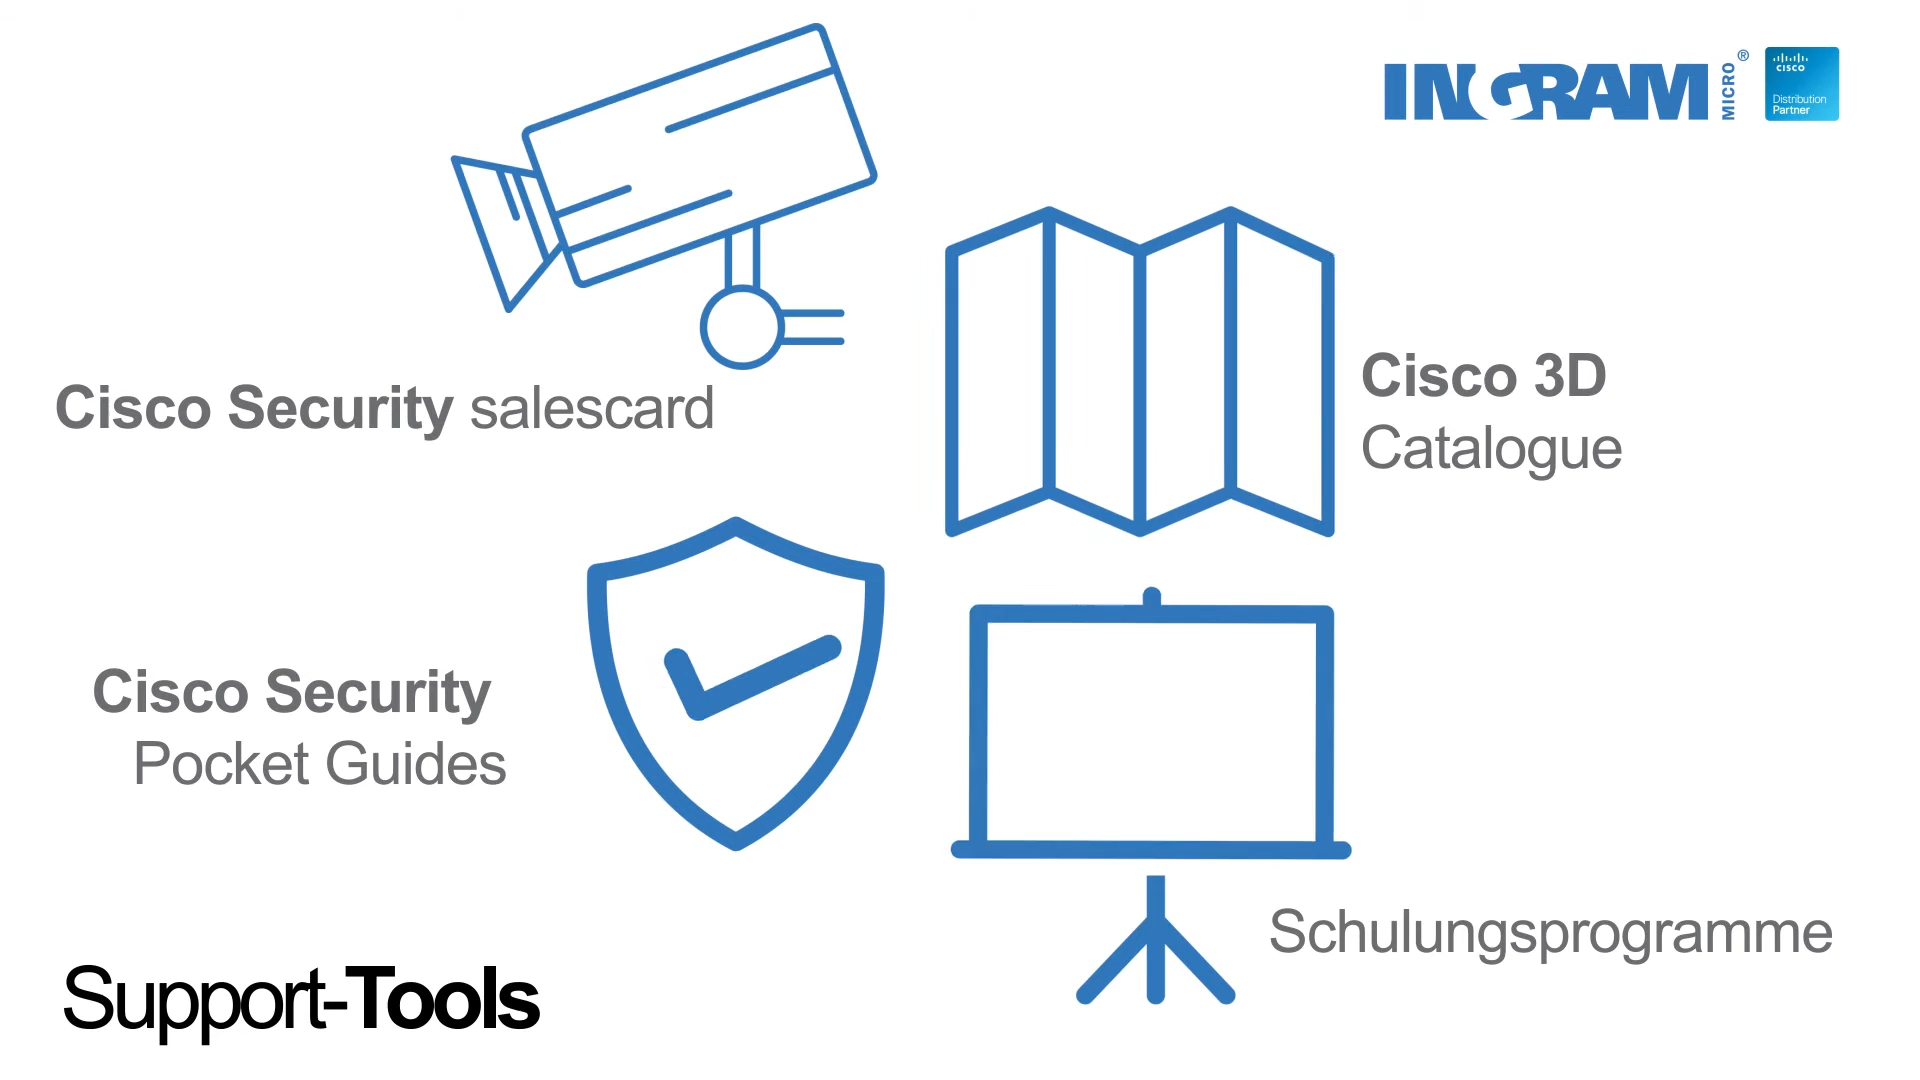 INGRAM MICRO ®
CISCO
Distribution
Partner
Cisco Security salescard
Cisco 3D
Catalogue
Cisco Security
Pocket Guides
Schulungsprogramme
Support-Tools